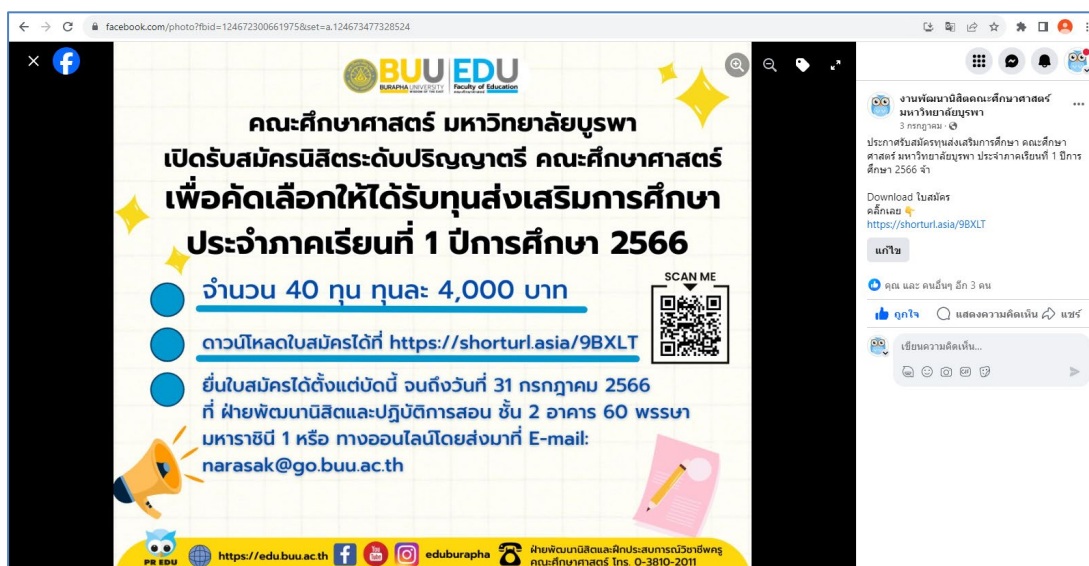 facebook.com/photo?fbid=124672300661975&set=a.124673477328524
BUU EDU
BURAPHA UNIVERSITY Faculty of Education
คณะศึกษาศาสตร์ มหาวิทยาลัยบูรพา
เปิดรับสมัครนิสิตระดับปริญญาตรี คณะศึกษาศาสตร์
เพื่อคัดเลือกให้ได้รับทุนส่งเสริมการศึกษา
ประจำภาคเรียนที่ 1 ปีการศึกษา 2566
จำนวน 40 ทุน ทุนละ 4,000 บาท
SCAN ME
ดาวน์โหลดใบสมัครได้ที่ https://shorturl.asia/9BXLT
ยื่นใบสมัครได้ตั้งแต่บัดนี้ จนถึงวันที่ 31 กรกฎาคม 2566
ที่ ฝ่ายพัฒนานิสิตและปฏิบัติการสอน ชั้น 2 อาคาร 60 พรรษา
มหาราชินี 1 หรือ ทางออนไลน์โดยส่งมาที่ E-mail:
narasak@go.buu.ac.th
PR EDU
https://edu.buu.ac.th
You Tube
eduburapha
ฝ่ายพัฒนานิสิตและฝึกประสบการณ์วิชาชีพครู
คณะศึกษาศาสตร์ โทร. 0-3810-2011
งานพัฒนานิสิตคณะศึกษาศาสตร์
มหาวิทยาลัยบูรพา
3 กรกฎาคม
ประกาศรับสมัครทุนส่งเสริมการศึกษา คณะศึกษา
ศาสตร์ มหาวิทยาลัยบูรพา ประจำภาคเรียนที่ 1 ปีการ
ศึกษา 2566 จ้า
Download ใบสมัคร
คลิ๊กเลย 👇
https://shorturl.asia/9BXLT
แก้ไข
คุณ และ คนอื่นๆ อีก 3 คน
ถูกใจ แสดงความคิดเห็น แชร์
เขียนความคิดเห็น...
GIF